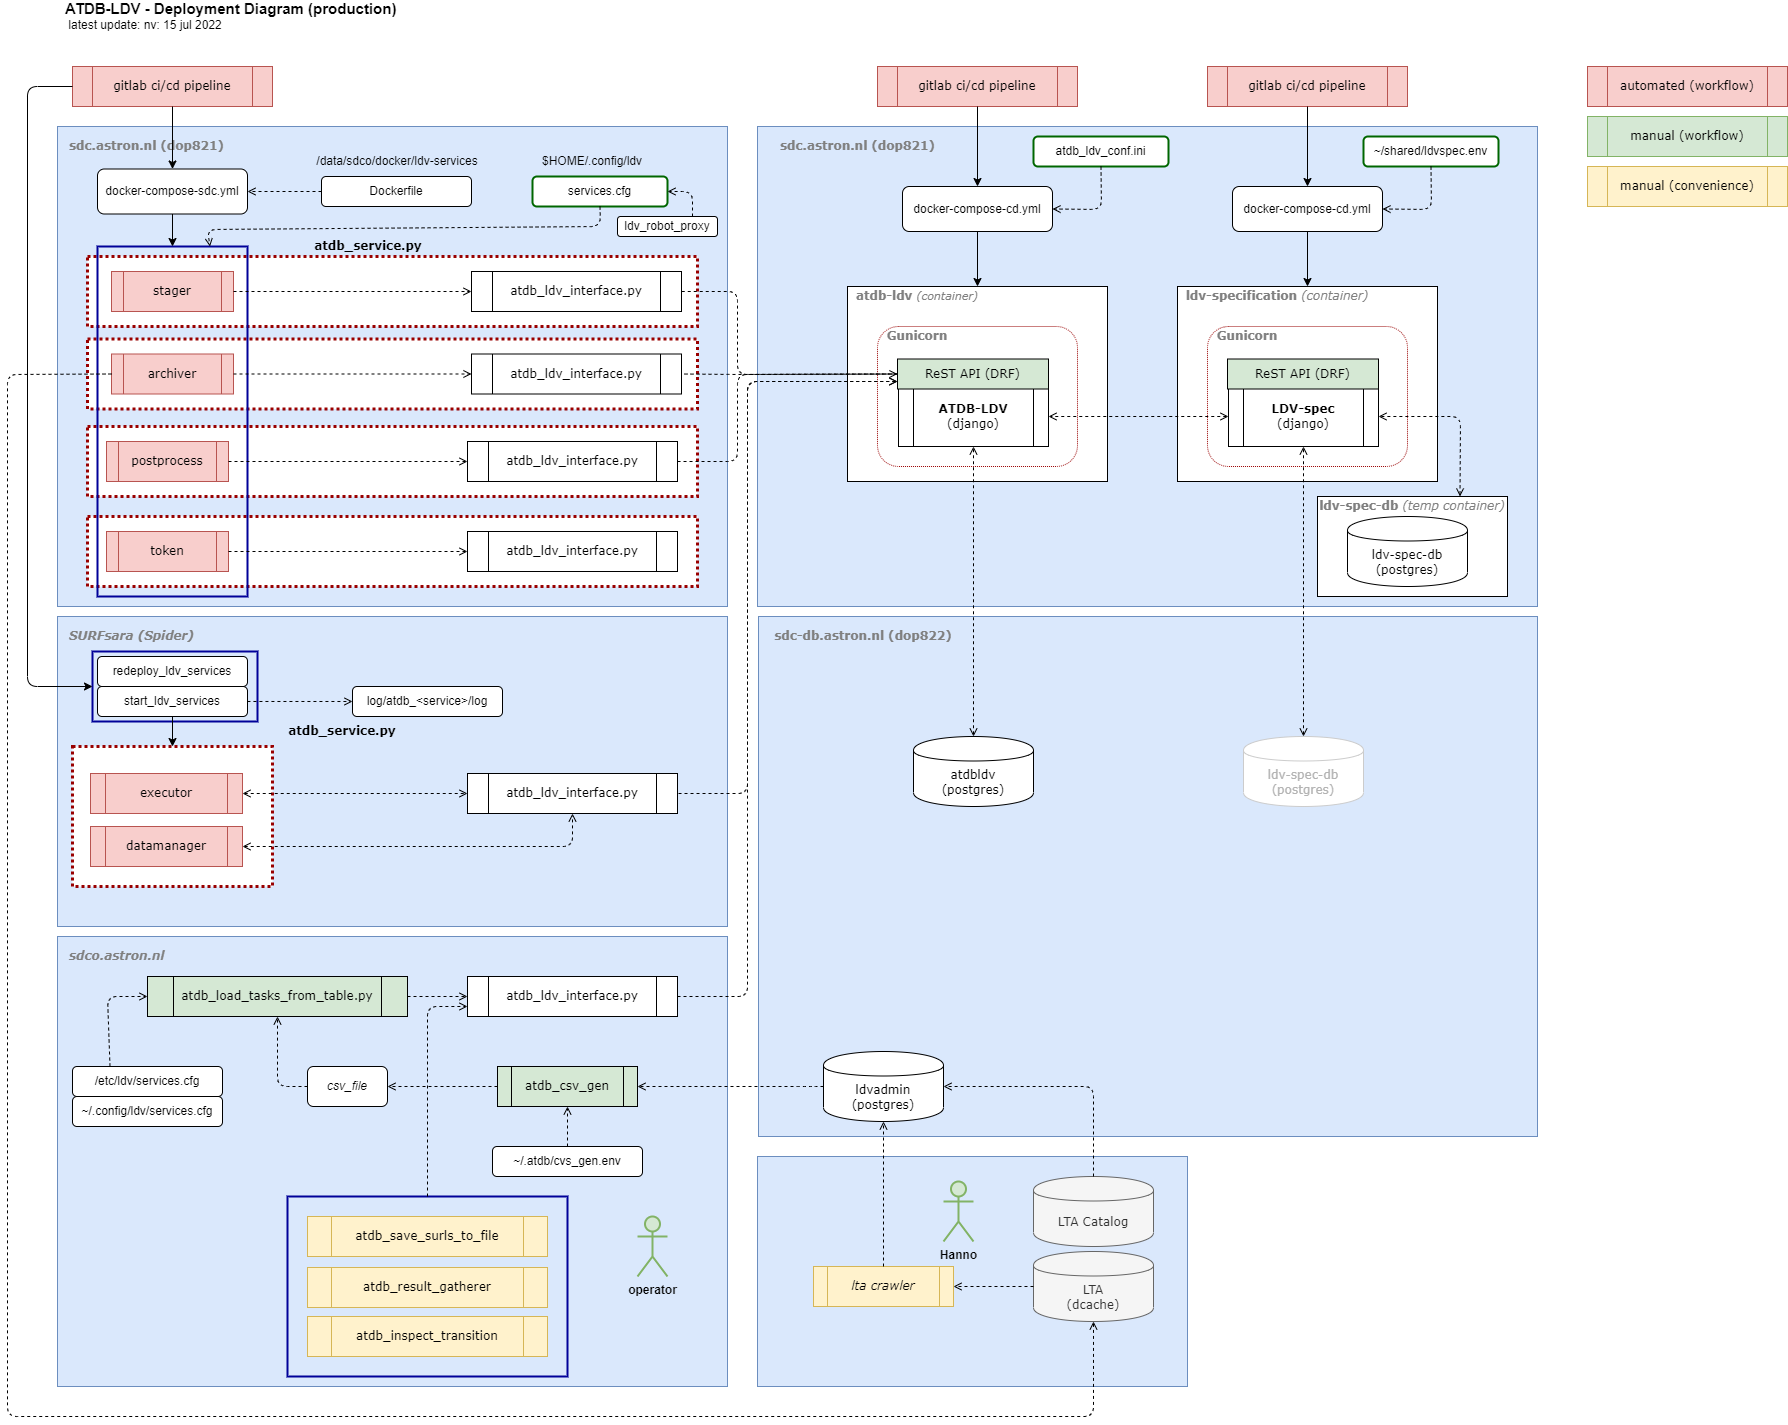 ATDB-LDV - Deployment Diagram (production)
latest update: nv: 15 jul 2022
gitlab ci/cd pipeline
gitlab ci/cd pipeline
gitlab ci/cd pipeline
automated (workflow)
manual (workflow)
manual (convenience)
sdc.astron.nl (dop821)
/data/sdco/docker/ldv-services
$HOME/.config/ldv
docker-compose-sdc.yml
Dockerfile
services.cfg
ldv_robot_proxy
atdb_service.py
stager
atdb_ldv_interface.py
archiver
atdb_ldv_interface.py
postprocess
atdb_ldv_interface.py
token
atdb_ldv_interface.py
sdc.astron.nl (dop821)
atdb_ldv_conf.ini
~/shared/ldvspec.env
docker-compose-cd.yml
docker-compose-cd.yml
atdb-ldv (container)
Gunicorn
ReST API (DRF)
ATDB-LDV
(django)
ldv-specification (container)
Gunicorn
ReST API (DRF)
LDV-spec
(django)
ldv-spec-db (temp container)
ldv-spec-db
(postgres)
SURFsara (Spider)
redeploy_ldv_services
start_ldv_services
log/atdb_<service>/log
atdb_service.py
executor
atdb_ldv_interface.py
datamanager
sdc-db.astron.nl (dop822)
atdbldv
(postgres)
ldv-spec-db
(postgres)
ldvadmin
(postgres)
sdco.astron.nl
atdb_load_tasks_from_table.py
atdb_ldv_interface.py
/etc/ldv/services.cfg
~/.config/ldv/services.cfg
csv_file
atdb_csv_gen
~/.atdb/cvs_gen.env
atdb_save_surls_to_file
atdb_result_gatherer
atdb_inspect_transition
operator
Hanno
lta crawler
LTA Catalog
LTA
(dcache)